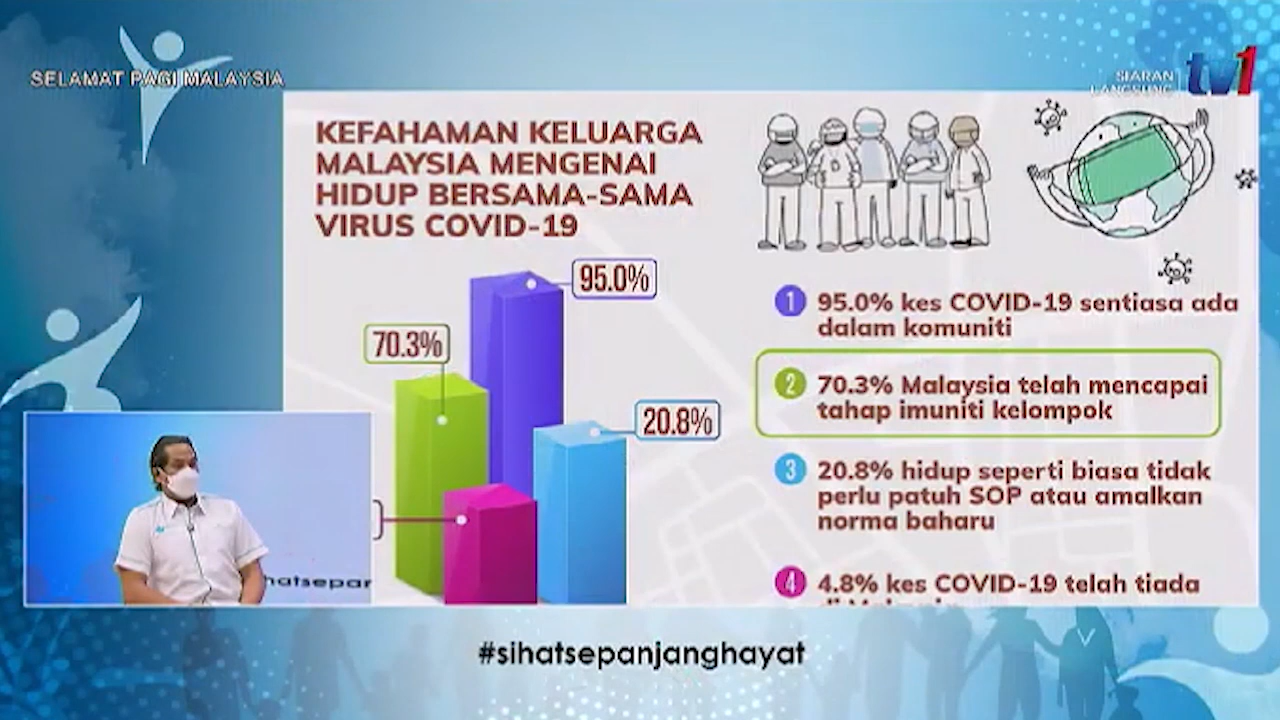 SELAMAT PAGI MALAYSIA
SIARAN
LANGSUNG
tv1
KEFAHAMAN KELUARGA
MALAYSIA MENGENAI
HIDUP BERSAMA-SAMA
VIRUS COVID-19
95.0%
70.3%
20.8%
1 95.0% kes COVID-19 sentiasa ada
dalam komuniti
2 70.3% Malaysia telah mencapai
tahap imuniti kelompok
3 20.8% hidup seperti biasa tidak
perlu patuh SOP atau amalkan
norma baharu
4 4.8% kes COVID-19 telah tiada
hatsepan
#sihatsepanjanghayat